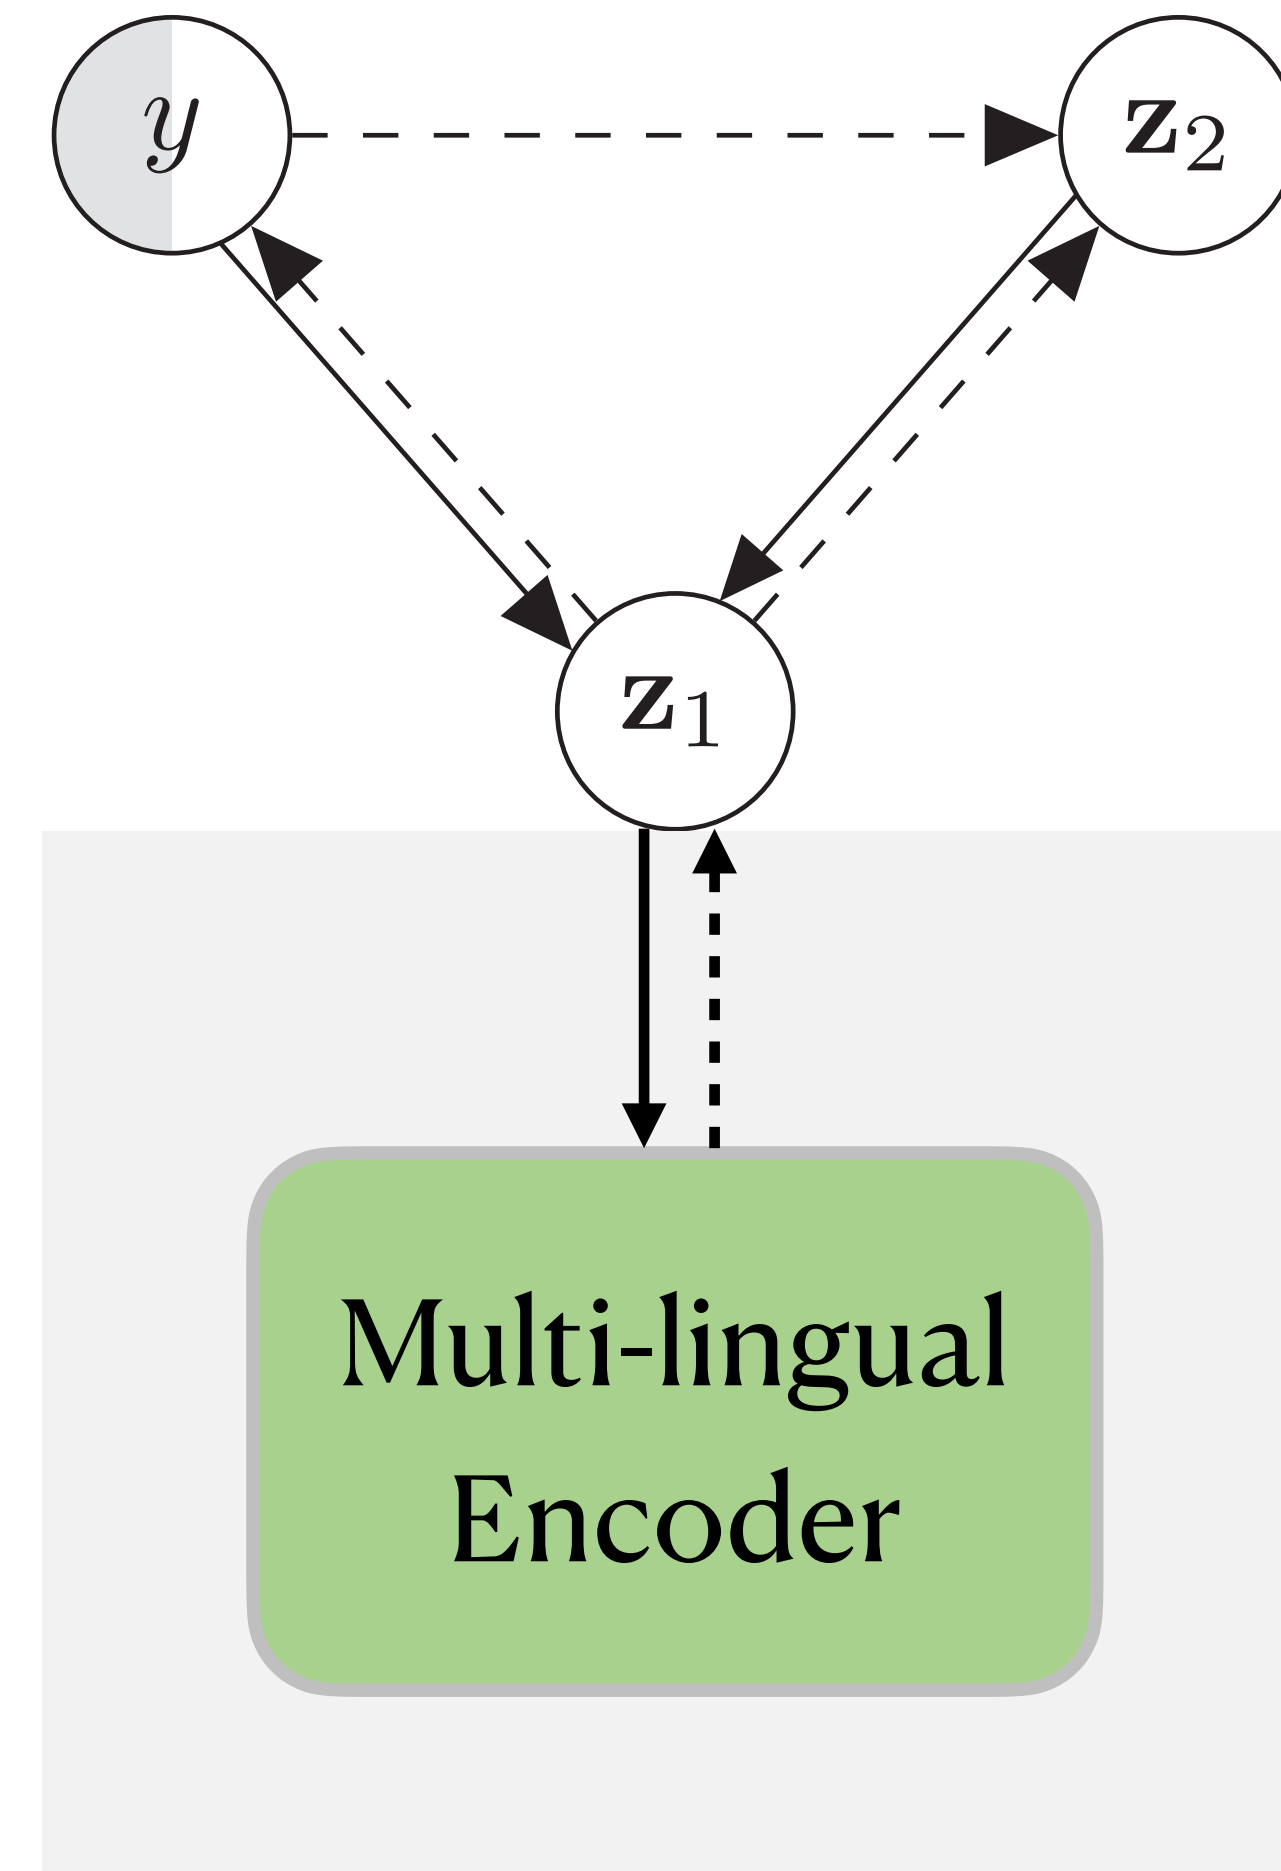 y
z₂
z₁
Multi-lingual
Encoder